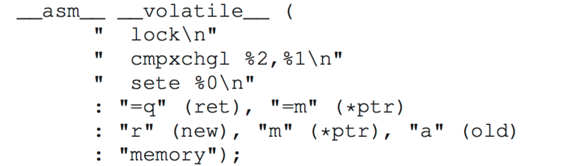 __asm__ __volatile__ (
" lock\n"
" cmpxchgl %2,%1\n"
" sete %0\n"
: "=q" (ret), "=m" (*ptr)
: "r" (new), "m" (*ptr), "a" (old)
: "memory");